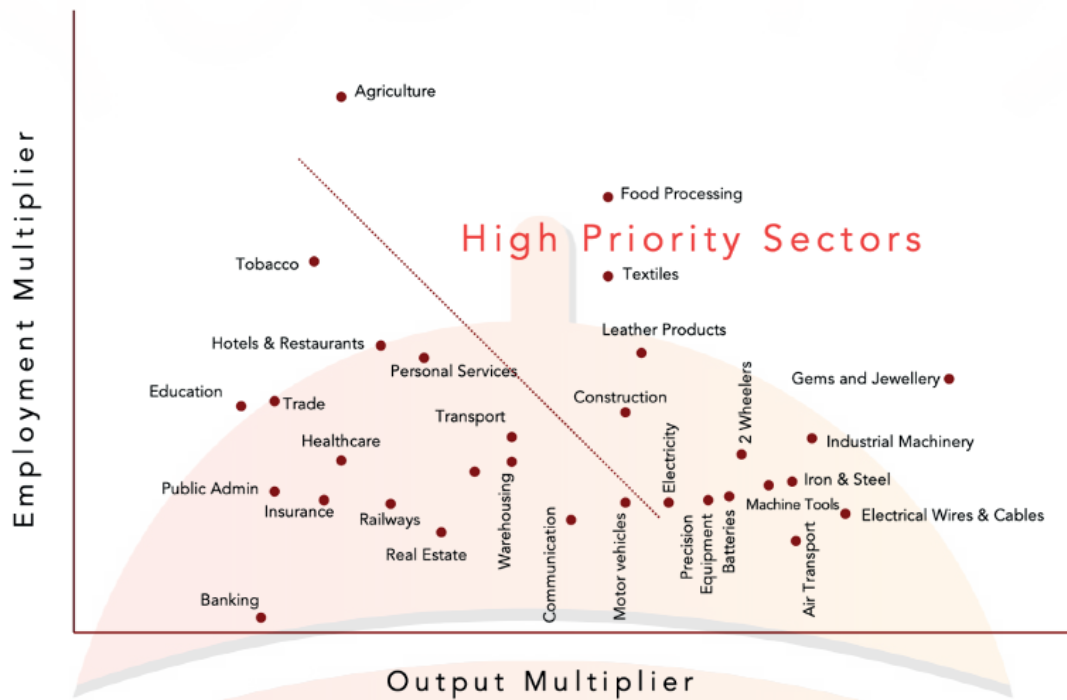 Employment Multiplier
Agriculture
Food Processing
High Priority Sectors
Tobacco
Textiles
Leather Products
Hotels & Restaurants
Personal Services
Gems and Jewellery
Education
Trade
Construction
2 Wheelers
Transport
Healthcare
Electricity
Industrial Machinery
Public Admin
Insurance
Railways
Warehousing
Iron & Steel
Machine Tools
Electrical Wires & Cables
Real Estate
Communication
Motor vehicles
Precision
Equipment
Batteries
Air Transport
Banking
Output Multiplier